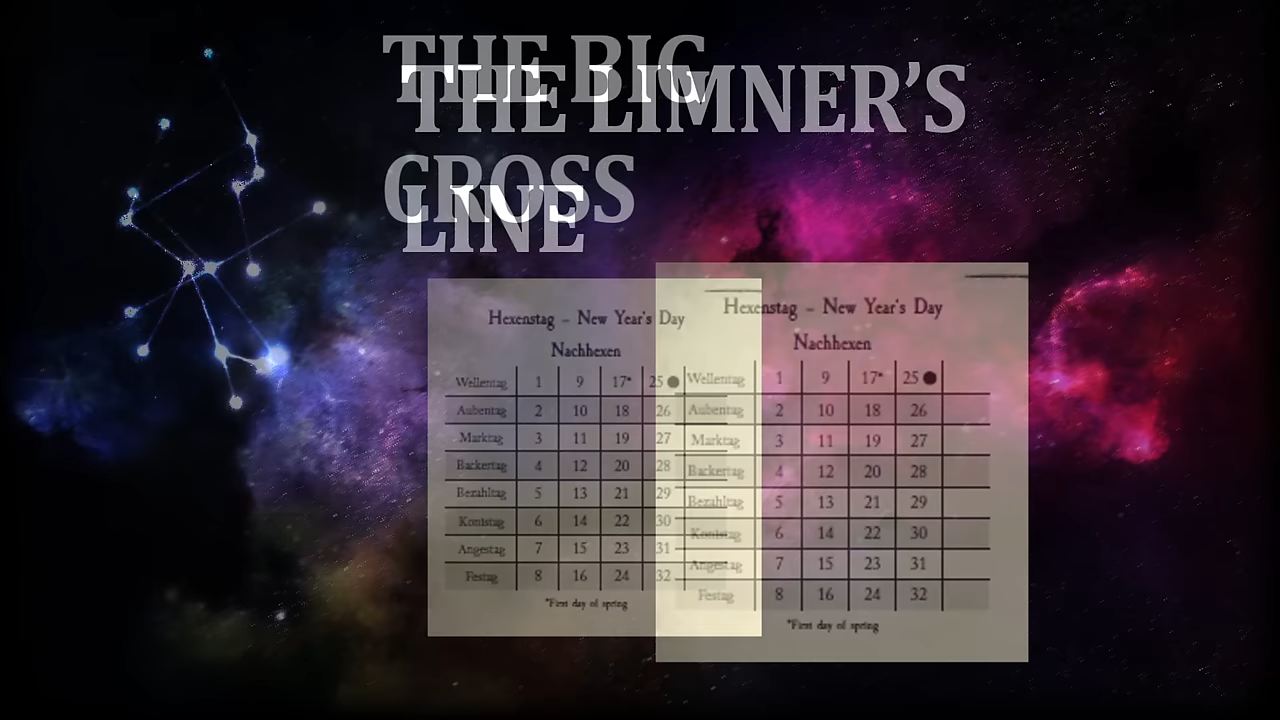 THE BIG
THE LIMNER’S
CROSS
LINE
Hexenstag – New Year's Day
Nachhexen
Wellentag 1 9 17* 25
Aubentag 2 10 18 26
Marktag 3 11 19 27
Backertag 4 12 20 28
Bezahltag 5 13 21 29
Konistag 6 14 22 30
Angestag 7 15 23 31
Festag 8 16 24 32
*First day of spring
Hexenstag – New Year's Day
Nachhexen
Wellentag 1 9 17* 25
Aubentag 2 10 18 26
Marktag 3 11 19 27
Backertag 4 12 20 28
Bezahltag 5 13 21 29
Konistag 6 14 22 30
Angestag 7 15 23 31
Festag 8 16 24 32
*First day of spring